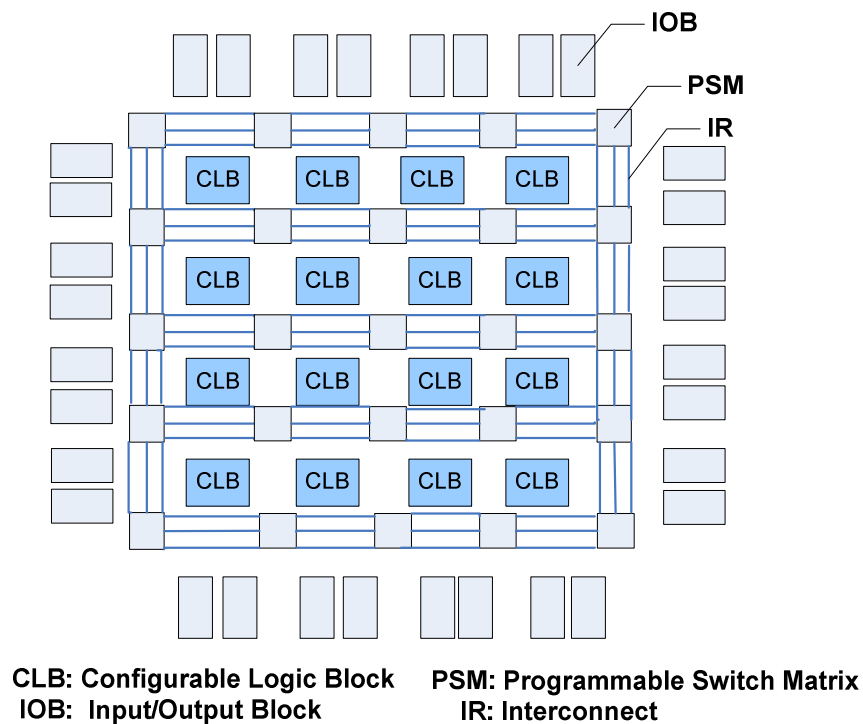 IOB
PSM
IR
CLB CLB CLB CLB
CLB CLB CLB CLB
CLB CLB CLB CLB
CLB CLB CLB CLB
CLB: Configurable Logic Block PSM: Programmable Switch Matrix
IOB: Input/Output Block IR: Interconnect